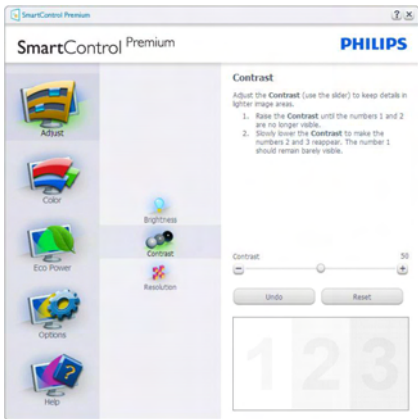 SmartControl Premium
SmartControl Premium
PHILIPS
Adjust
Color
Eco Power
Options
Help
Brightness
Contrast
Resolution
Contrast
Adjust the Contrast (use the slider) to keep details in
lighter image areas.
1. Raise the Contrast until the numbers 1 and 2
are no longer visible.
2. Slowly lower the Contrast to make the
numbers 2 and 3 reappear. The number 1
should remain barely visible.
Contrast 50
Undo Reset
1 2 3